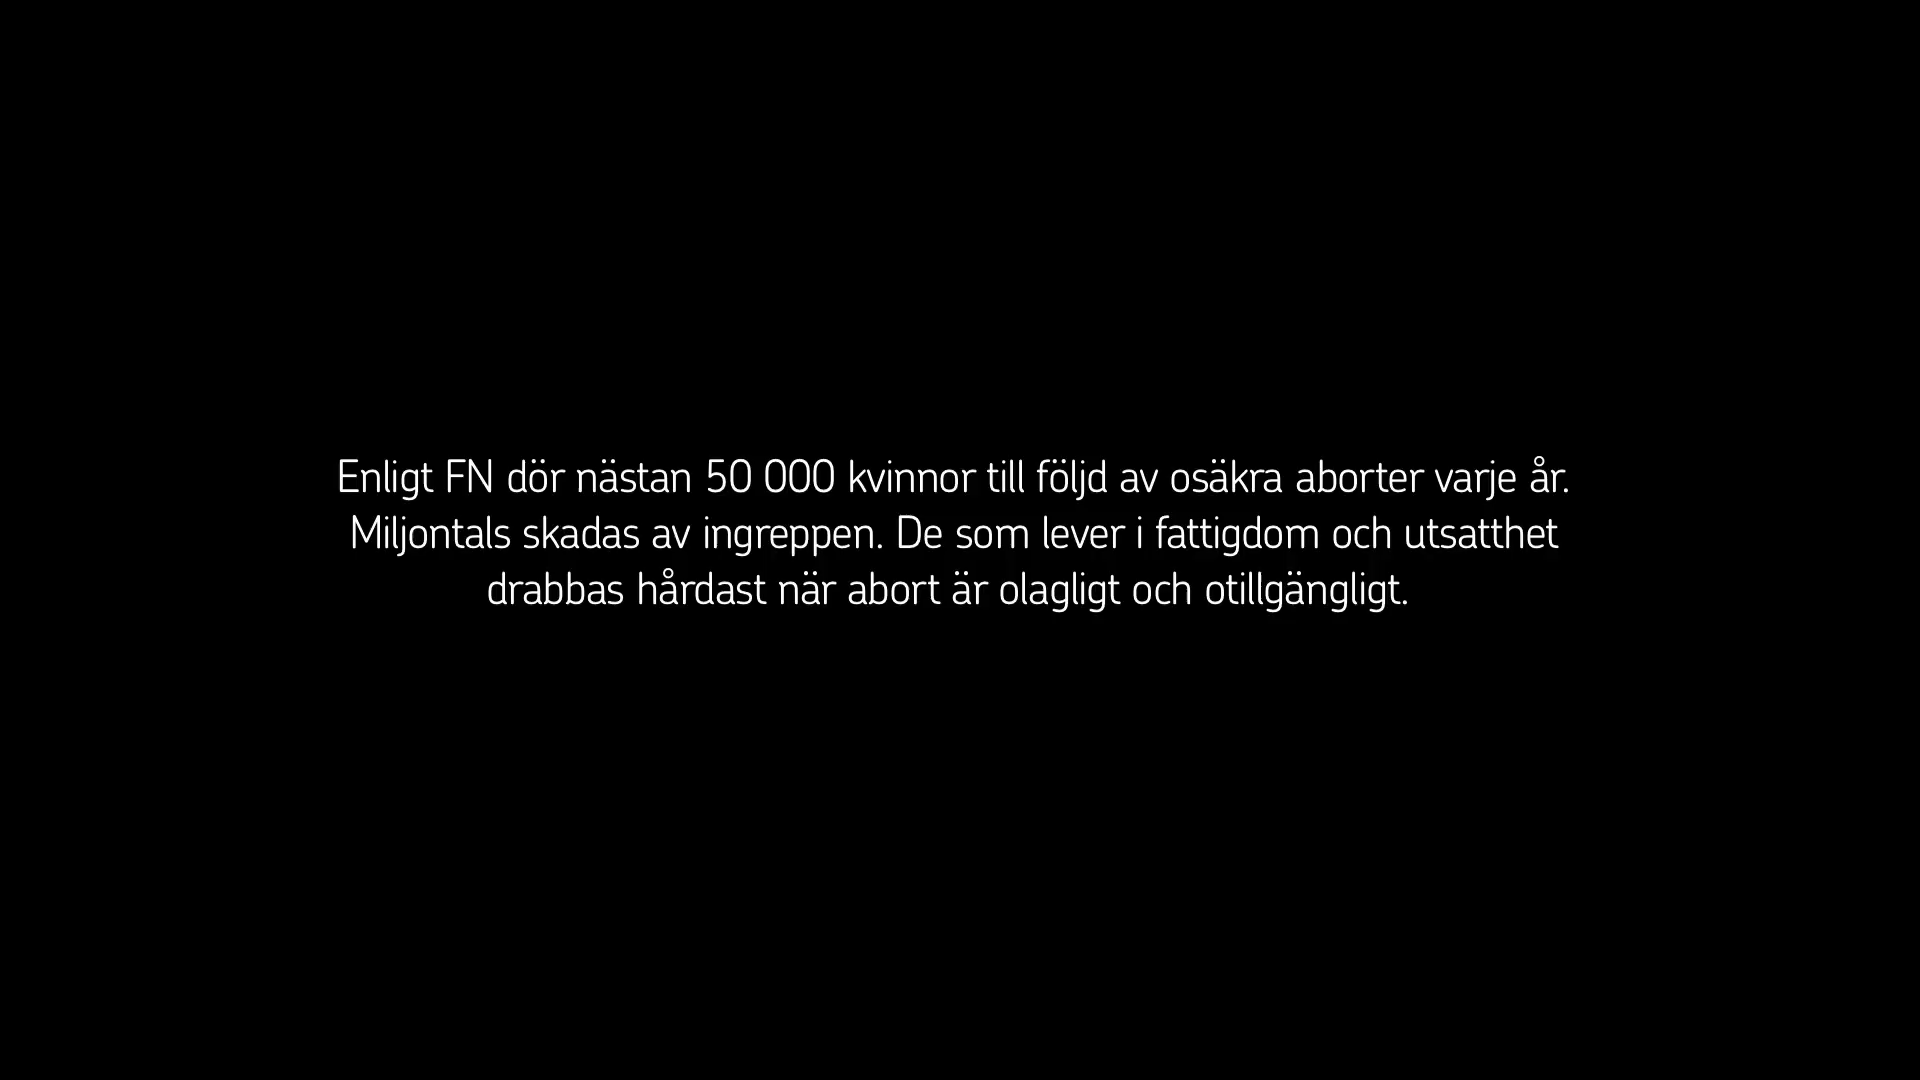 Enligt FN dör nästan 50 000 kvinnor till följd av osäkra aborter varje år.
Miljontals skadas av ingreppen. De som lever i fattigdom och utsatthet
drabbas hårdast när abort är olagligt och otillgängligt.